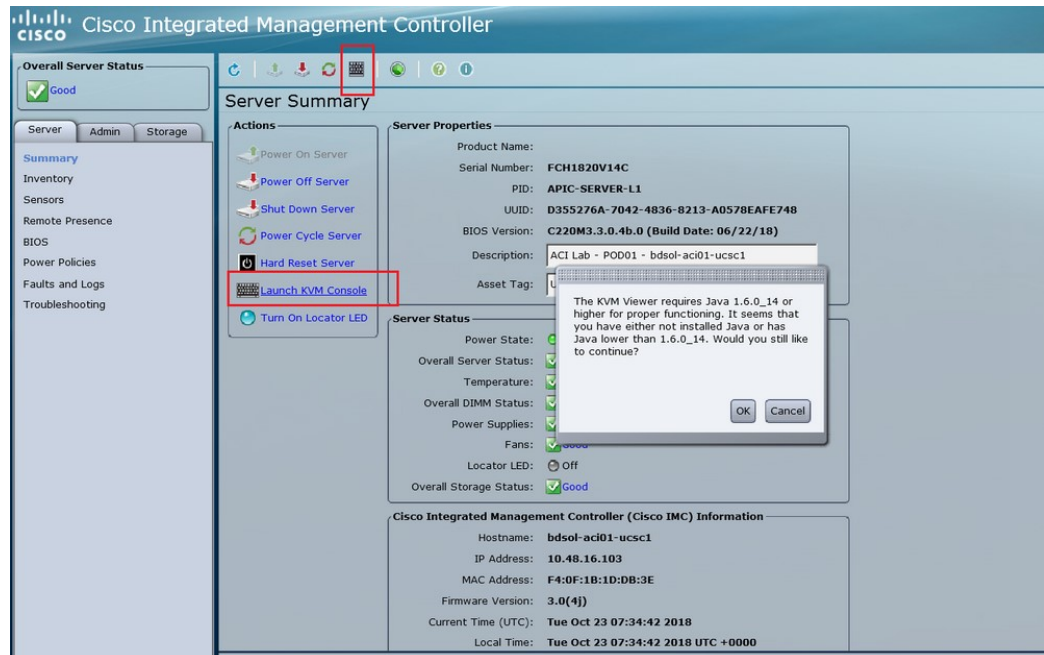 CISCO Cisco Integrated Management Controller
Overall Server Status
Good
Server Admin Storage
Summary
Inventory
Sensors
Remote Presence
BIOS
Power Policies
Faults and Logs
Troubleshooting
Server Summary
Actions
Power On Server
Power Off Server
Shut Down Server
Power Cycle Server
Hard Reset Server
Launch KVM Console
Turn On Locator LED
Server Properties
Product Name:
Serial Number: FCH1820V14C
PID: APIC-SERVER-L1
UUID: D355276A-7042-4836-8213-A0578EAFE748
BIOS Version: C220M3.3.0.4b.0 (Build Date: 06/22/18)
Description: ACI Lab - POD01 - bdsol-aci01-ucsc1
Asset Tag:
The KVM Viewer requires Java 1.6.0_14 or
higher for proper functioning. It seems that
you have either not installed Java or has
Java lower than 1.6.0_14. Would you still like
to continue?
OK Cancel
Server Status
Power State:
Overall Server Status:
Temperature:
Overall DIMM Status:
Power Supplies:
Fans:
Locator LED: Off
Overall Storage Status: Good
Cisco Integrated Management Controller (Cisco IMC) Information
Hostname: bdsol-aci01-ucsc1
IP Address: 10.48.16.103
MAC Address: F4:0F:1B:1D:DB:3E
Firmware Version: 3.0(4j)
Current Time (UTC): Tue Oct 23 07:34:42 2018
Local Time: Tue Oct 23 07:34:42 2018 UTC +0000